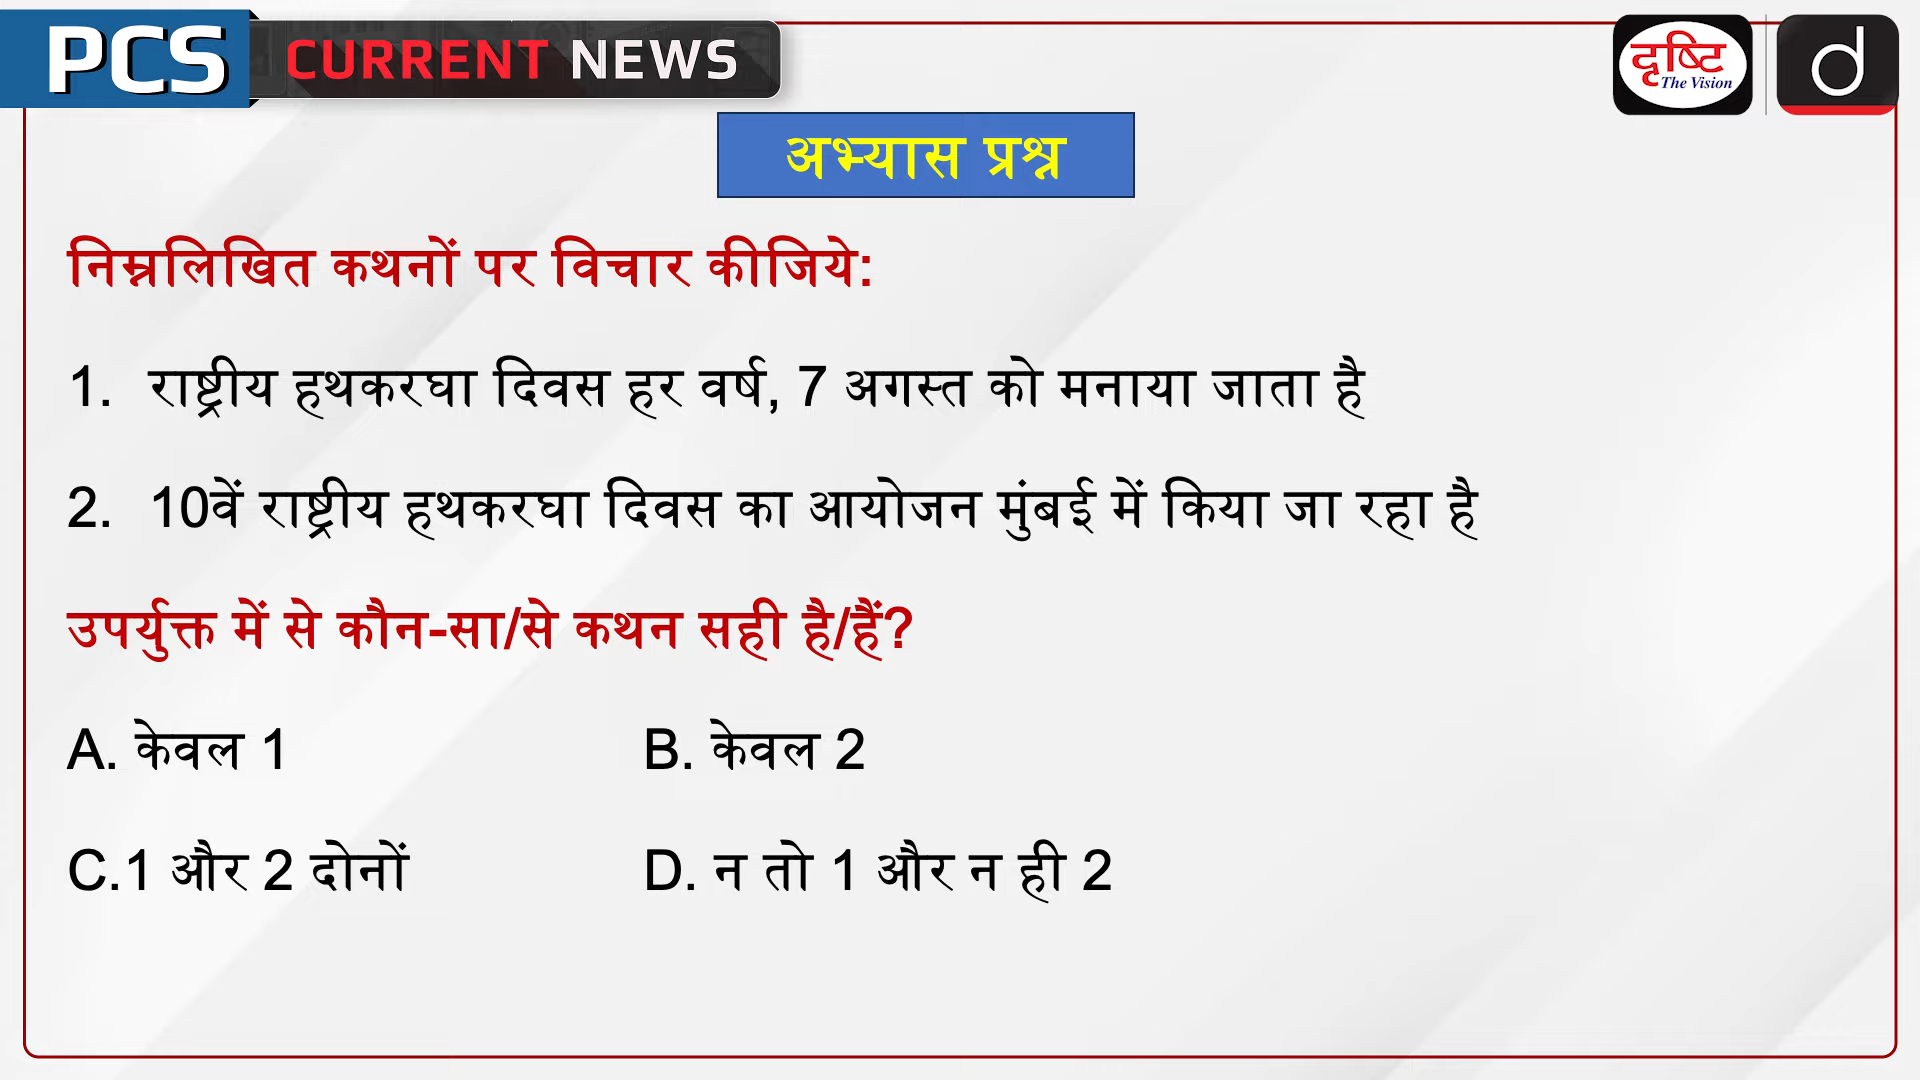 PCS CURRENT NEWS
दृष्टि
The Vision
d
अभ्यास प्रश्न
निम्नलिखित कथनों पर विचार कीजिये:
1. राष्ट्रीय हथकरघा दिवस हर वर्ष, 7 अगस्त को मनाया जाता है
2. 10वें राष्ट्रीय हथकरघा दिवस का आयोजन मुंबई में किया जा रहा है
उपर्युक्त में से कौन-सा/से कथन सही है/हैं?
A. केवल 1 B. केवल 2
C.1 और 2 दोनों D. न तो 1 और न ही 2